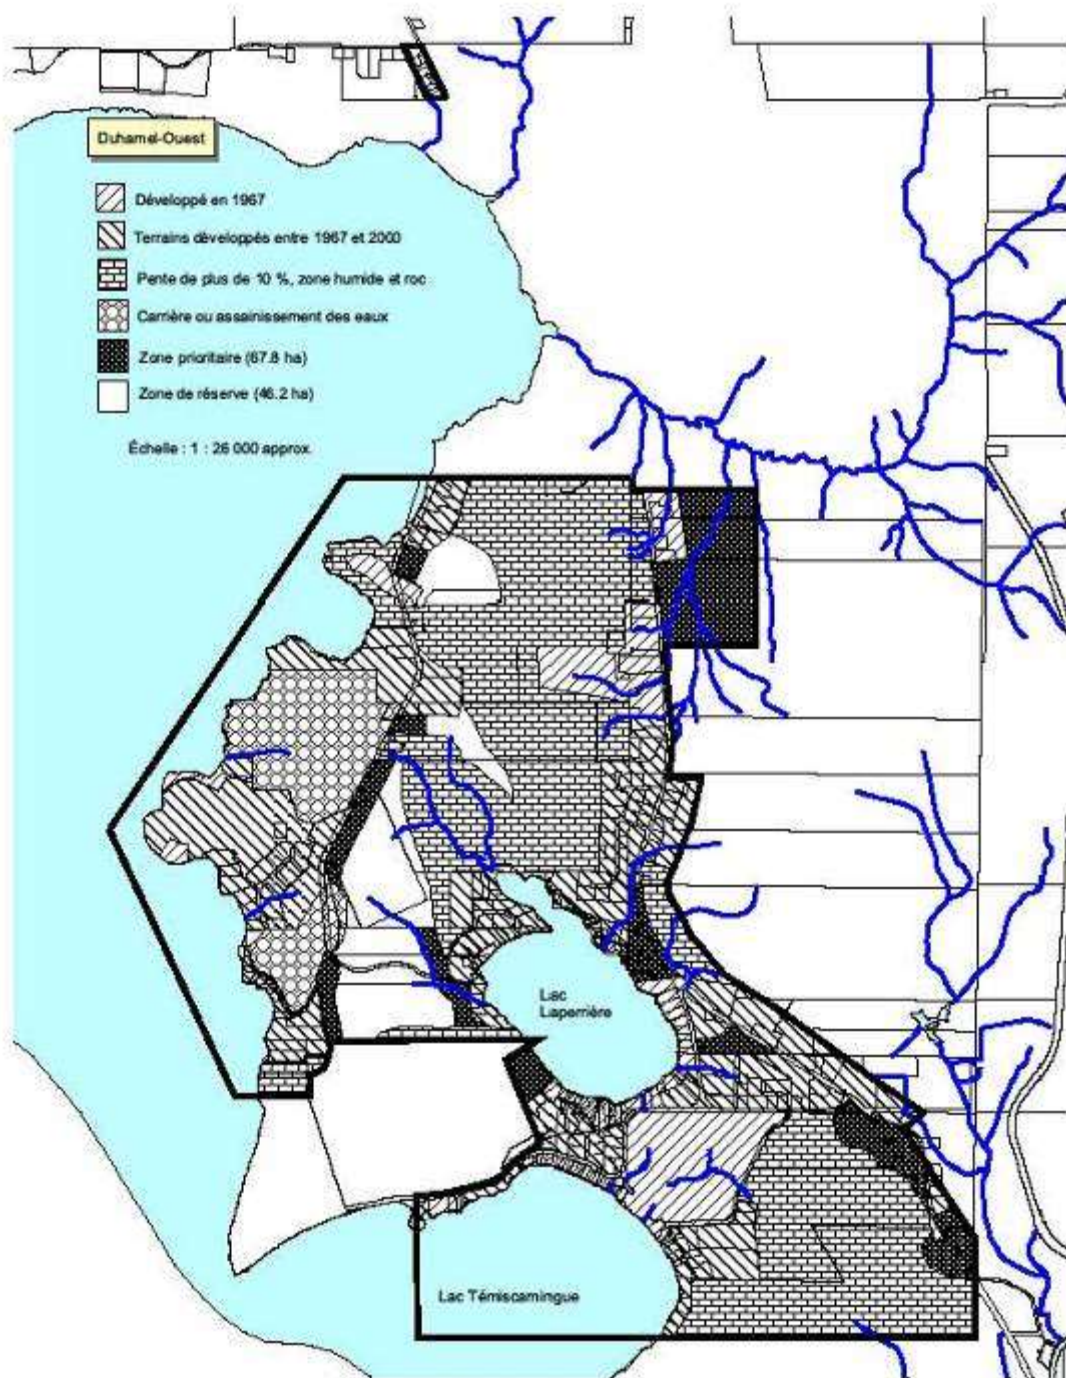 Duhamel-Ouest
Développé en 1967
Terrains développés entre 1967 et 2000
Pente de plus de 10 %, zone humide et roc
Carrière ou assainissement des eaux
Zone prioritaire (67.8 ha)
Zone de réserve (46.2 ha)
Échelle : 1 : 26 000 approx.
Lac
Laperrière
Lac Témiscamingue